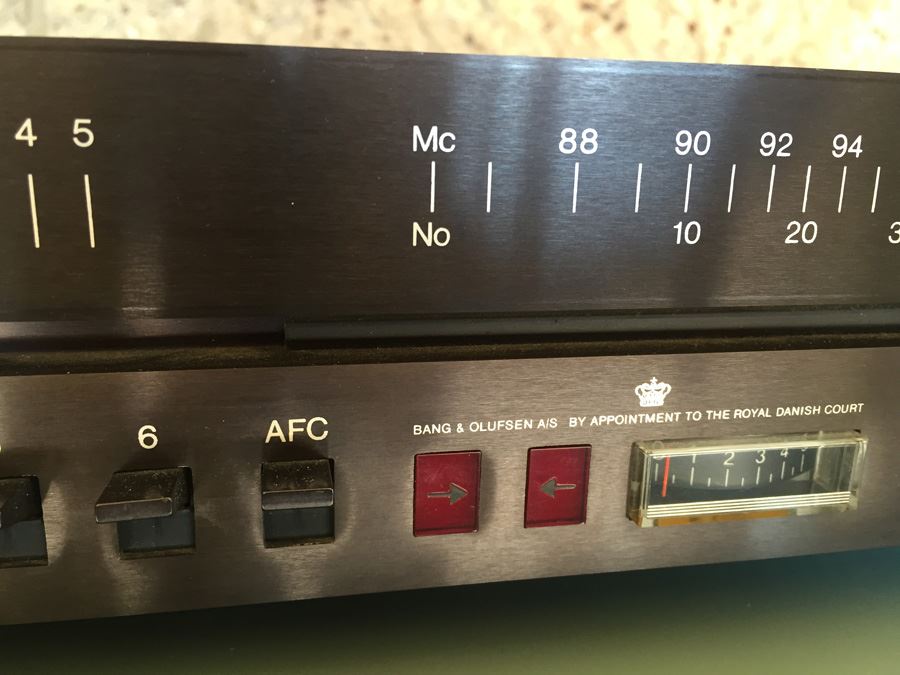 4 5
Mc 88 90 92 94
No 10 20 3
6 AFC
BANG & OLUFSEN A/S BY APPOINTMENT TO THE ROYAL DANISH COURT
1 2 3 4